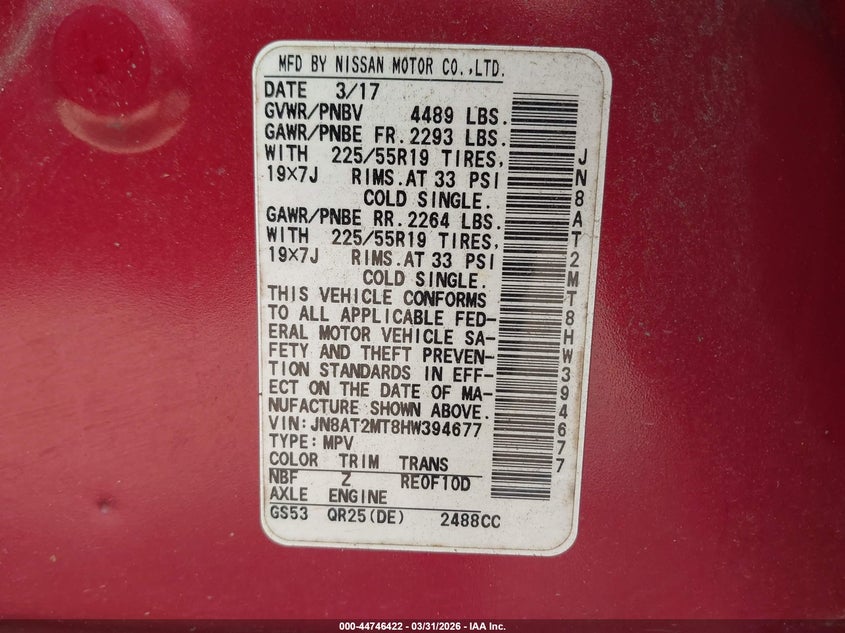 MFD BY NISSAN MOTOR CO.,LTD.
DATE 3/17
GVWR/PNBV 4489 LBS.
GAWR/PNBE FR. 2293 LBS.
WITH 225/55R19 TIRES,
19×7J RIMS.AT 33 PSI
COLD SINGLE.
GAWR/PNBE RR. 2264 LBS.
WITH 225/55R19 TIRES,
19×7J RIMS.AT 33 PSI
COLD SINGLE.
THIS VEHICLE CONFORMS
TO ALL APPLICABLE FED-
ERAL MOTOR VEHICLE SA-
FETY AND THEFT PREVEN-
TION STANDARDS IN EFF-
ECT ON THE DATE OF MA-
NUFACTURE SHOWN ABOVE.
VIN:JN8AT2MT8HW394677
TYPE:MPV
COLOR TRIM TRANS
NBF Z RE0F10D
AXLE ENGINE
GS53 QR25(DE) 2488CC
JN8AT2MT8HW394677
000-44746422 - 03/31/2026 - IAA Inc.